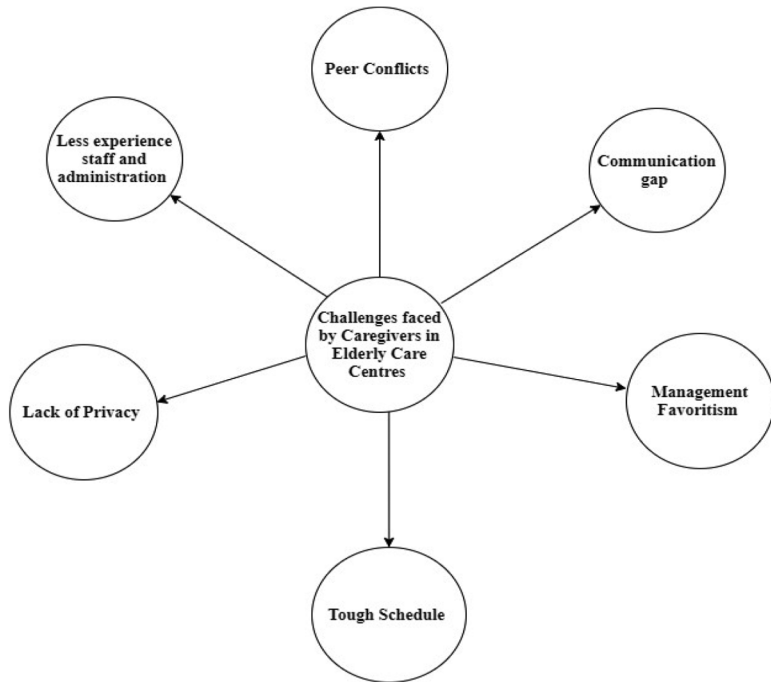 Peer Conflicts
Less experience
staff and
administration
Communication
gap
Challenges faced
by Caregivers in
Elderly Care
Centres
Lack of Privacy
Management
Favoritism
Tough Schedule